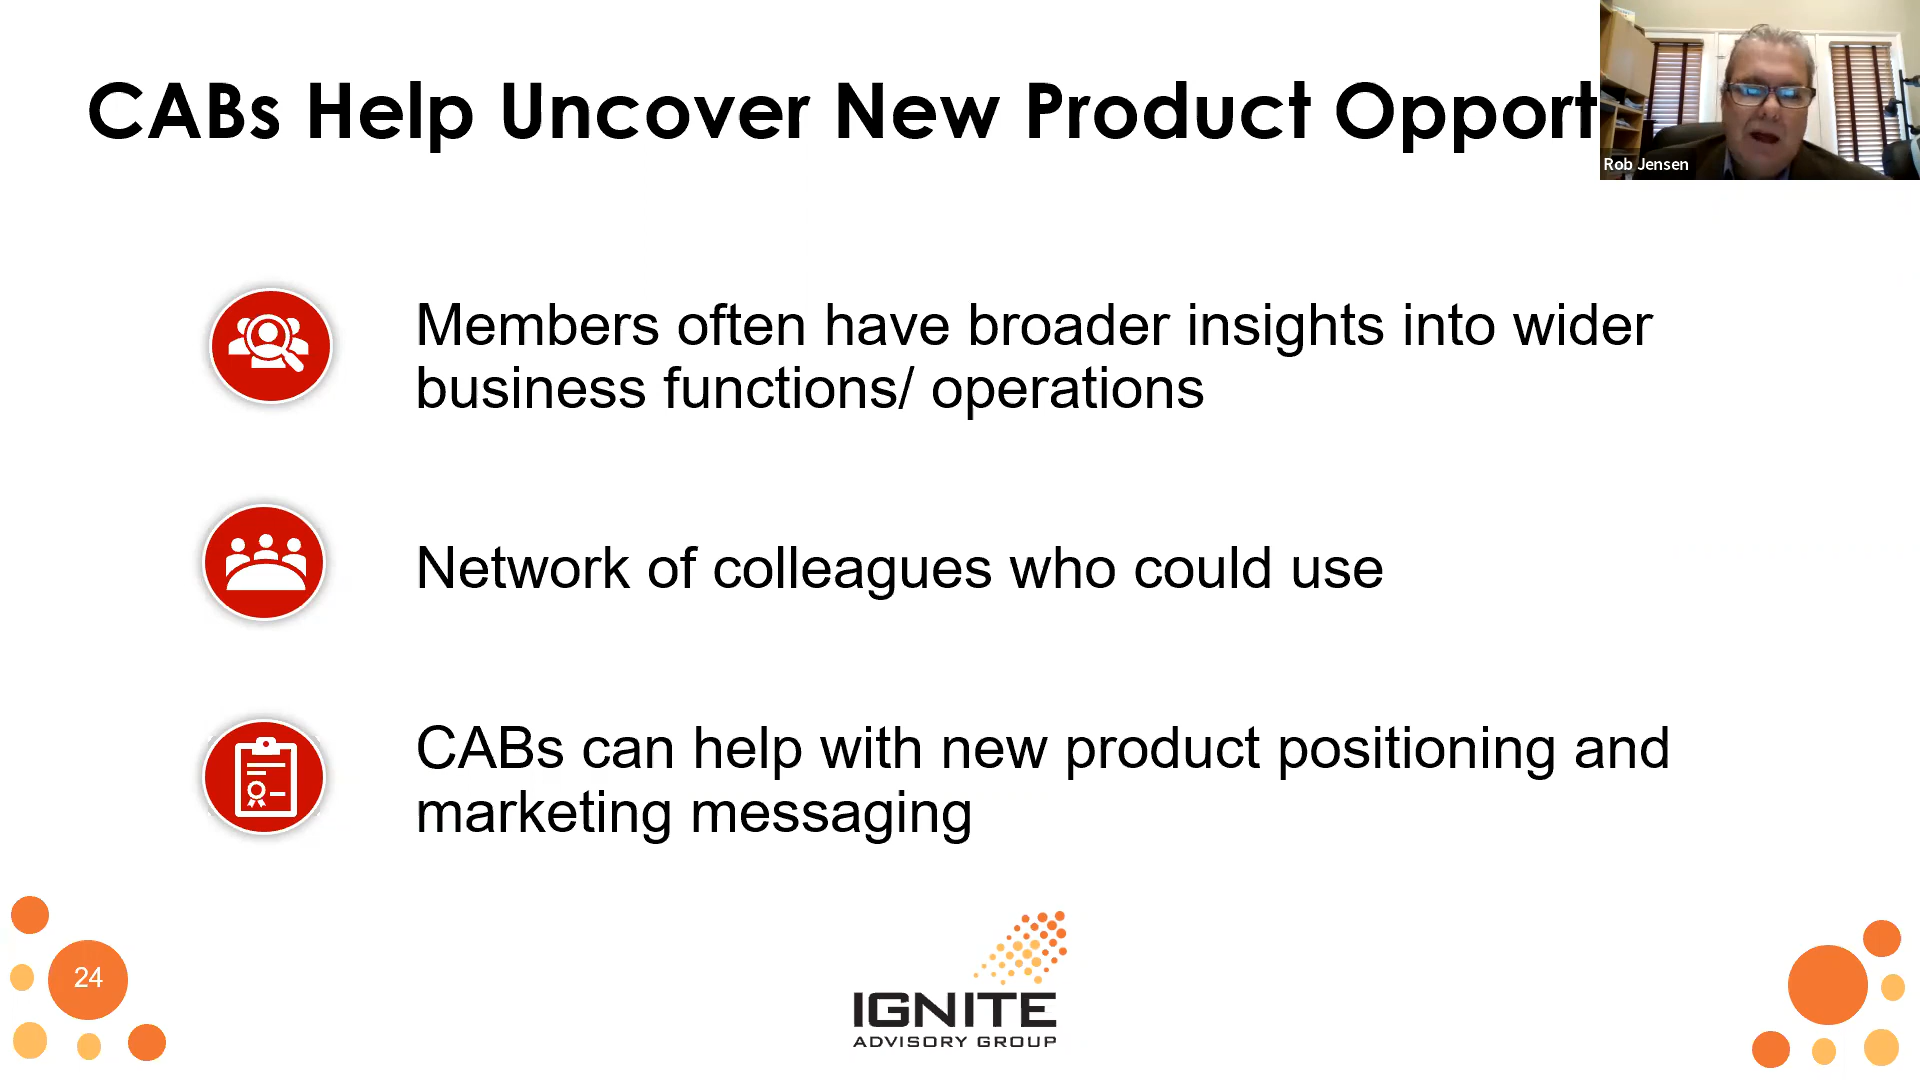 CABs Help Uncover New Product Opport
Rob Jensen
Members often have broader insights into wider
business functions/ operations
Network of colleagues who could use
CABs can help with new product positioning and
marketing messaging
24
IGNITE
ADVISORY GROUP